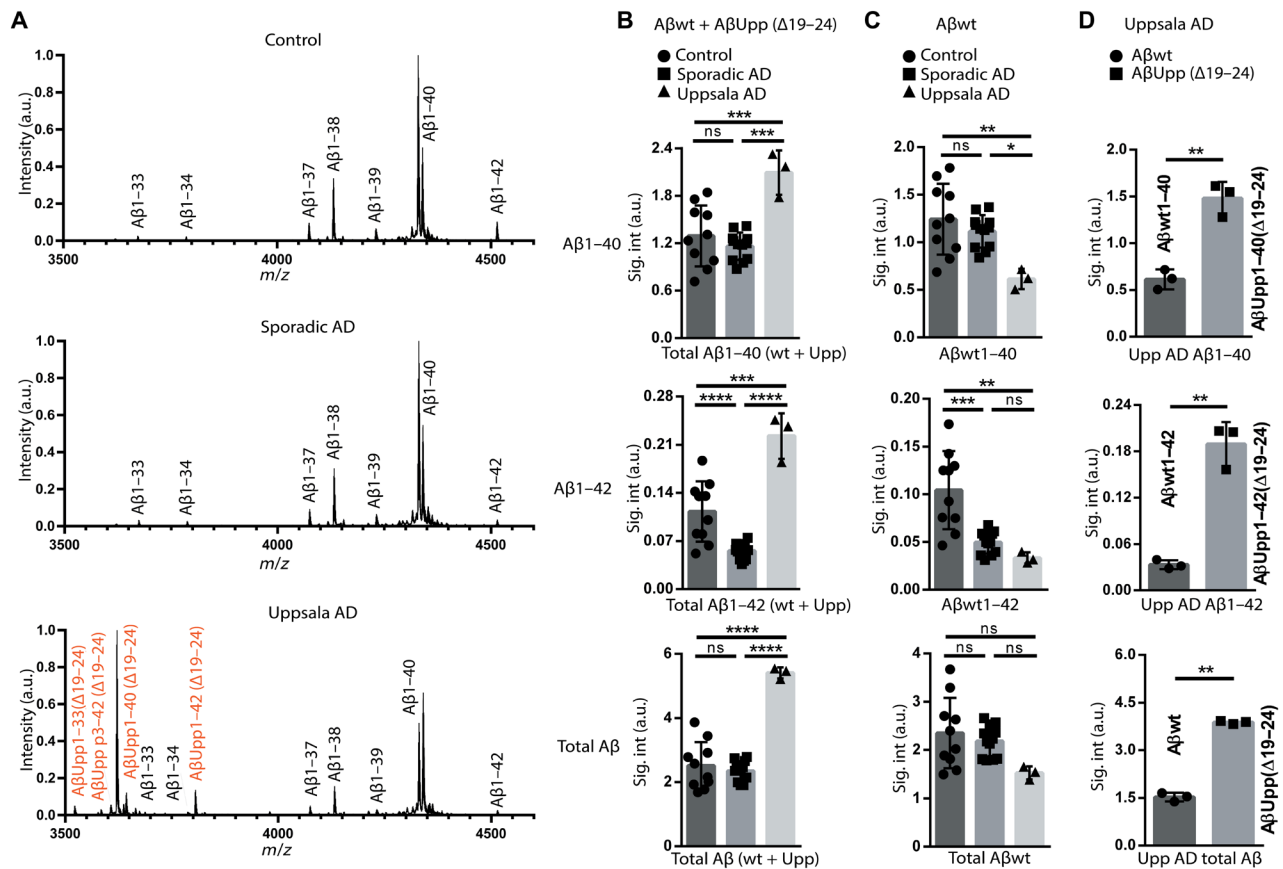 A
Control
Intensity (a.u.)
1.0
0.8
0.6
0.4
0.2
0.0
3500
4000
4500
m/z
Aβ1–33
Aβ1–34
Aβ1–37
Aβ1–38
Aβ1–39
Aβ1–40
Aβ1–42
Sporadic AD
Intensity (a.u.)
1.0
0.8
0.6
0.4
0.2
0.0
3500
4000
4500
m/z
Aβ1–33
Aβ1–34
Aβ1–37
Aβ1–38
Aβ1–39
Aβ1–40
Aβ1–42
Uppsala AD
Intensity (a.u.)
1.0
0.8
0.6
0.4
0.2
0.0
3500
4000
4500
m/z
AβUpp1–33(Δ19–24)
AβUpp p3–42 (Δ19–24)
AβUpp1–40 (Δ19–24)
Aβ1–33
Aβ1–34
AβUpp1–42 (Δ19–24)
Aβ1–37
Aβ1–38
Aβ1–39
Aβ1–40
Aβ1–42
B
Aβwt + AβUpp (Δ19–24)
Control
Sporadic AD
Uppsala AD
Aβ1–40
Sig. int (a.u.)
2.4
1.8
1.2
0.6
0.0
***
ns
***
Total Aβ1–40 (wt + Upp)
Aβ1–42
Sig. int (a.u.)
0.28
0.21
0.14
0.07
0.00
***
****
****
Total Aβ1–42 (wt + Upp)
Total Aβ
Sig. int (a.u.)
6
4
2
0
****
ns
****
Total Aβ (wt + Upp)
C
Aβwt
Control
Sporadic AD
Uppsala AD
Sig. int (a.u.)
2.0
1.5
1.0
0.5
0.0
**
ns
*
Aβwt1–40
Sig. int (a.u.)
0.20
0.15
0.10
0.05
0.00
**
***
ns
Aβwt1–42
Sig. int (a.u.)
4
3
2
1
0
ns
ns
ns
Total Aβwt
D
Uppsala AD
Aβwt
AβUpp (Δ19–24)
Sig. int (a.u.)
2.0
1.5
1.0
0.5
0.0
**
Aβwt1–40
AβUpp1–40(Δ19–24)
Upp AD Aβ1–40
Sig. int (a.u.)
0.24
0.18
0.12
0.06
0.00
**
Aβwt1–42
AβUpp1–42(Δ19–24)
Upp AD Aβ1–42
Sig. int (a.u.)
6.0
4.5
3.0
1.5
0.0
**
Aβwt
AβUpp(Δ19–24)
Upp AD total Aβ